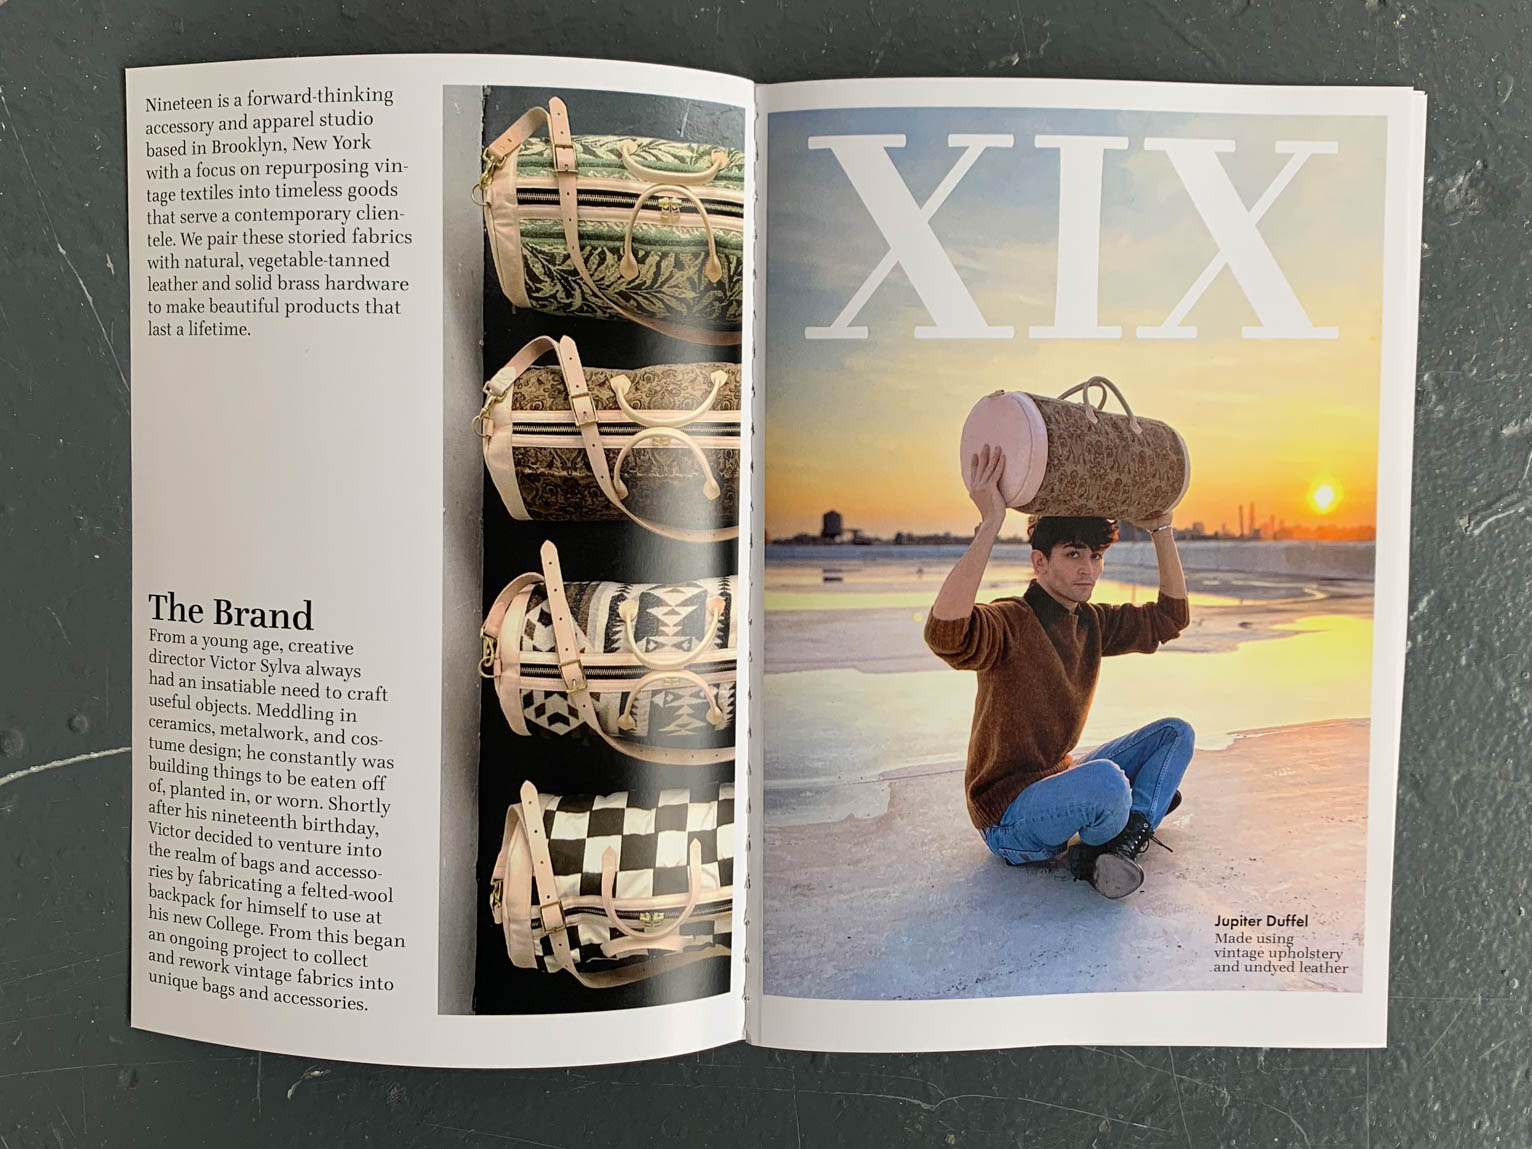 Nineteen is a forward-thinking
accessory and apparel studio
based in Brooklyn, New York
with a focus on repurposing vin-
tage textiles into timeless goods
that serve a contemporary clien-
tele. We pair these storied fabrics
with natural, vegetable-tanned
leather and solid brass hardware
to make beautiful products that
last a lifetime.
The Brand
From a young age, creative
director Victor Sylva always
had an insatiable need to craft
useful objects. Meddling in
ceramics, metalwork, and cos-
tume design; he constantly was
building things to be eaten off
of, planted in, or worn. Shortly
after his nineteenth birthday,
Victor decided to venture into
the realm of bags and accesso-
ries by fabricating a felted-wool
backpack for himself to use at
his new College. From this began
an ongoing project to collect
and rework vintage fabrics into
unique bags and accessories.
XIX
Jupiter Duffel
Made using
vintage upholstery
and undyed leather